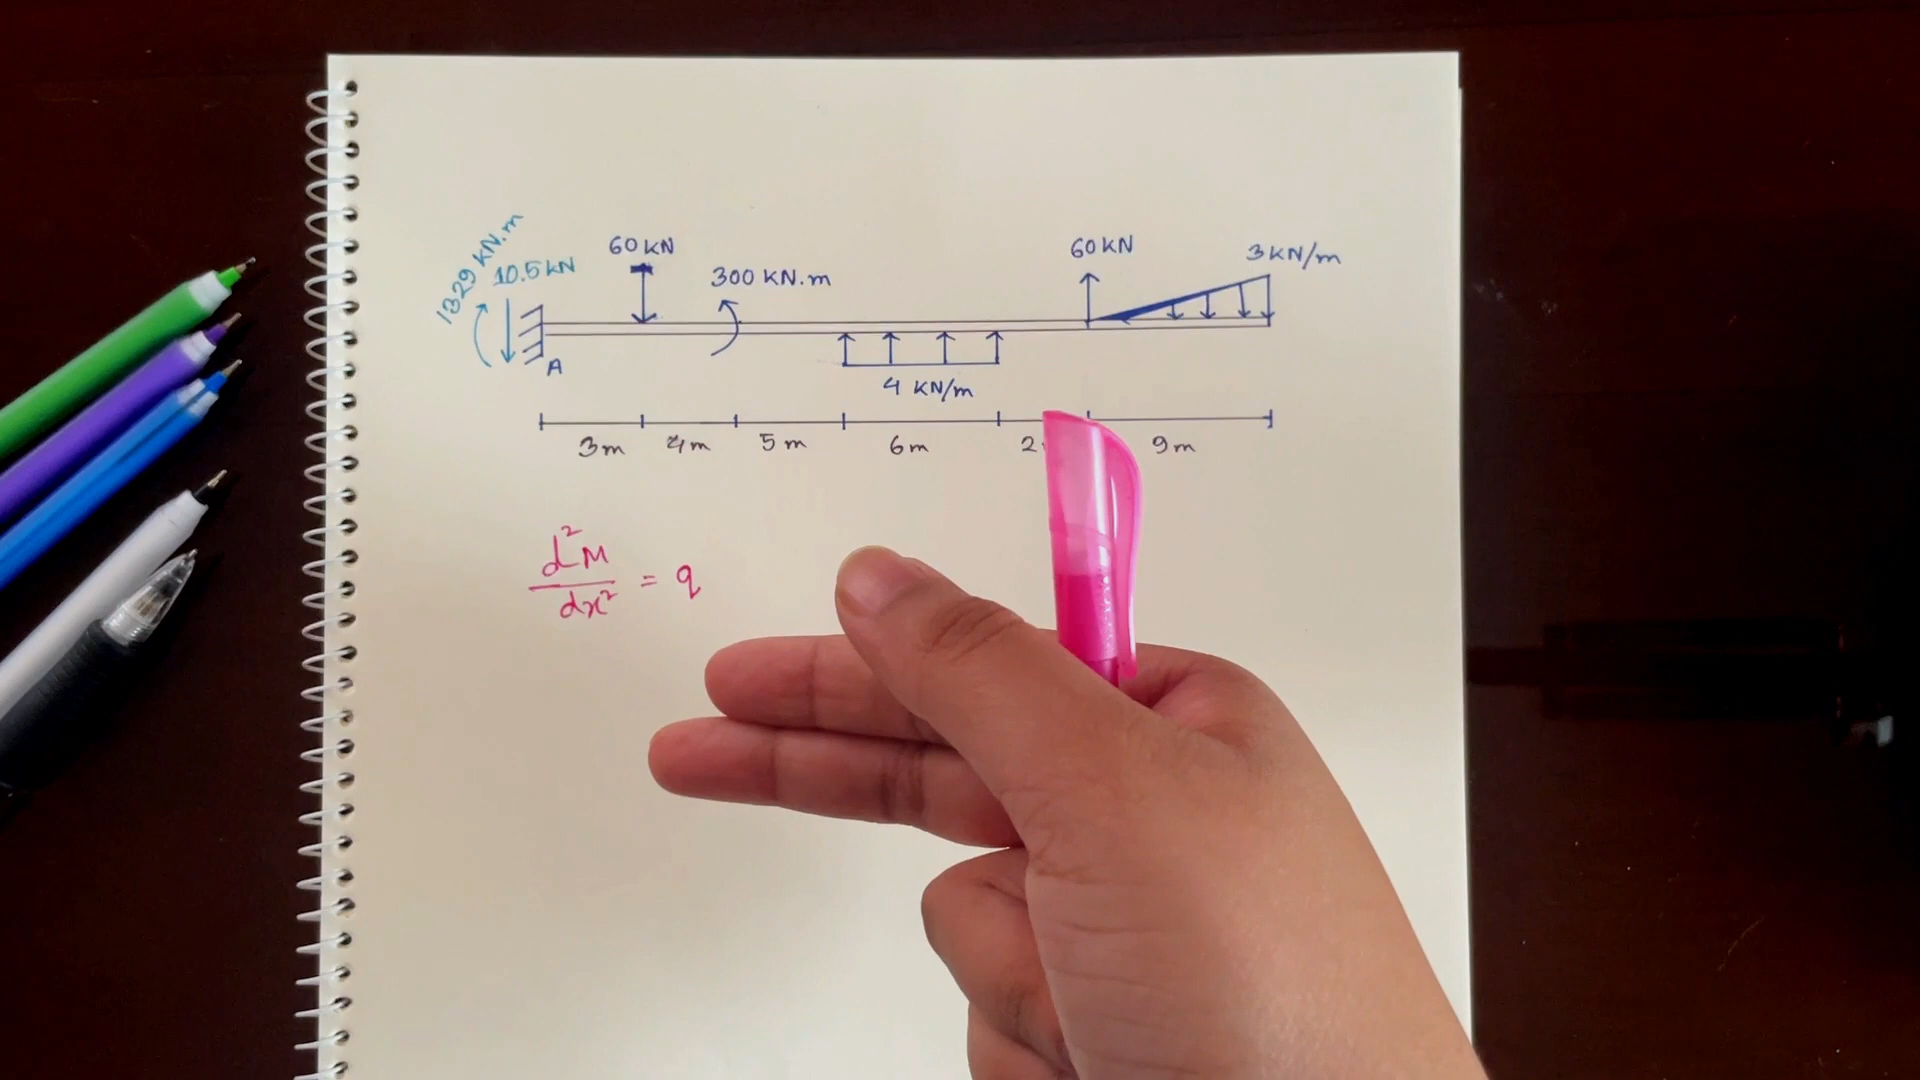 1329 KN.m
10.5 kN
60 KN
300 KN.m
60 KN
3 KN/m
A
4 KN/m
3m 4m 5m 6m 2 9m
d²M
dx² = q